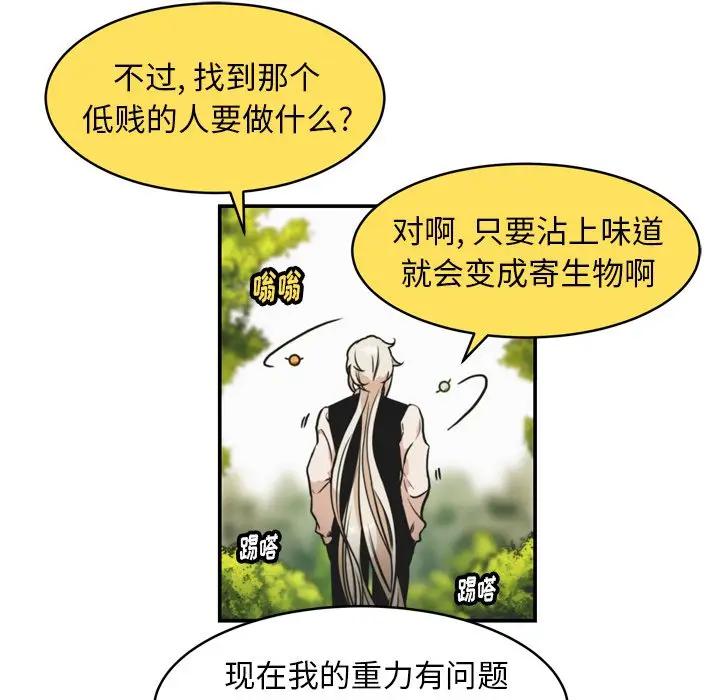 不过, 找到那个
低贱的人要做什么?
对啊, 只要沾上味道
就会变成寄生物啊
嗡嗡
踢嗒
踢嗒
现在我的重力有问题